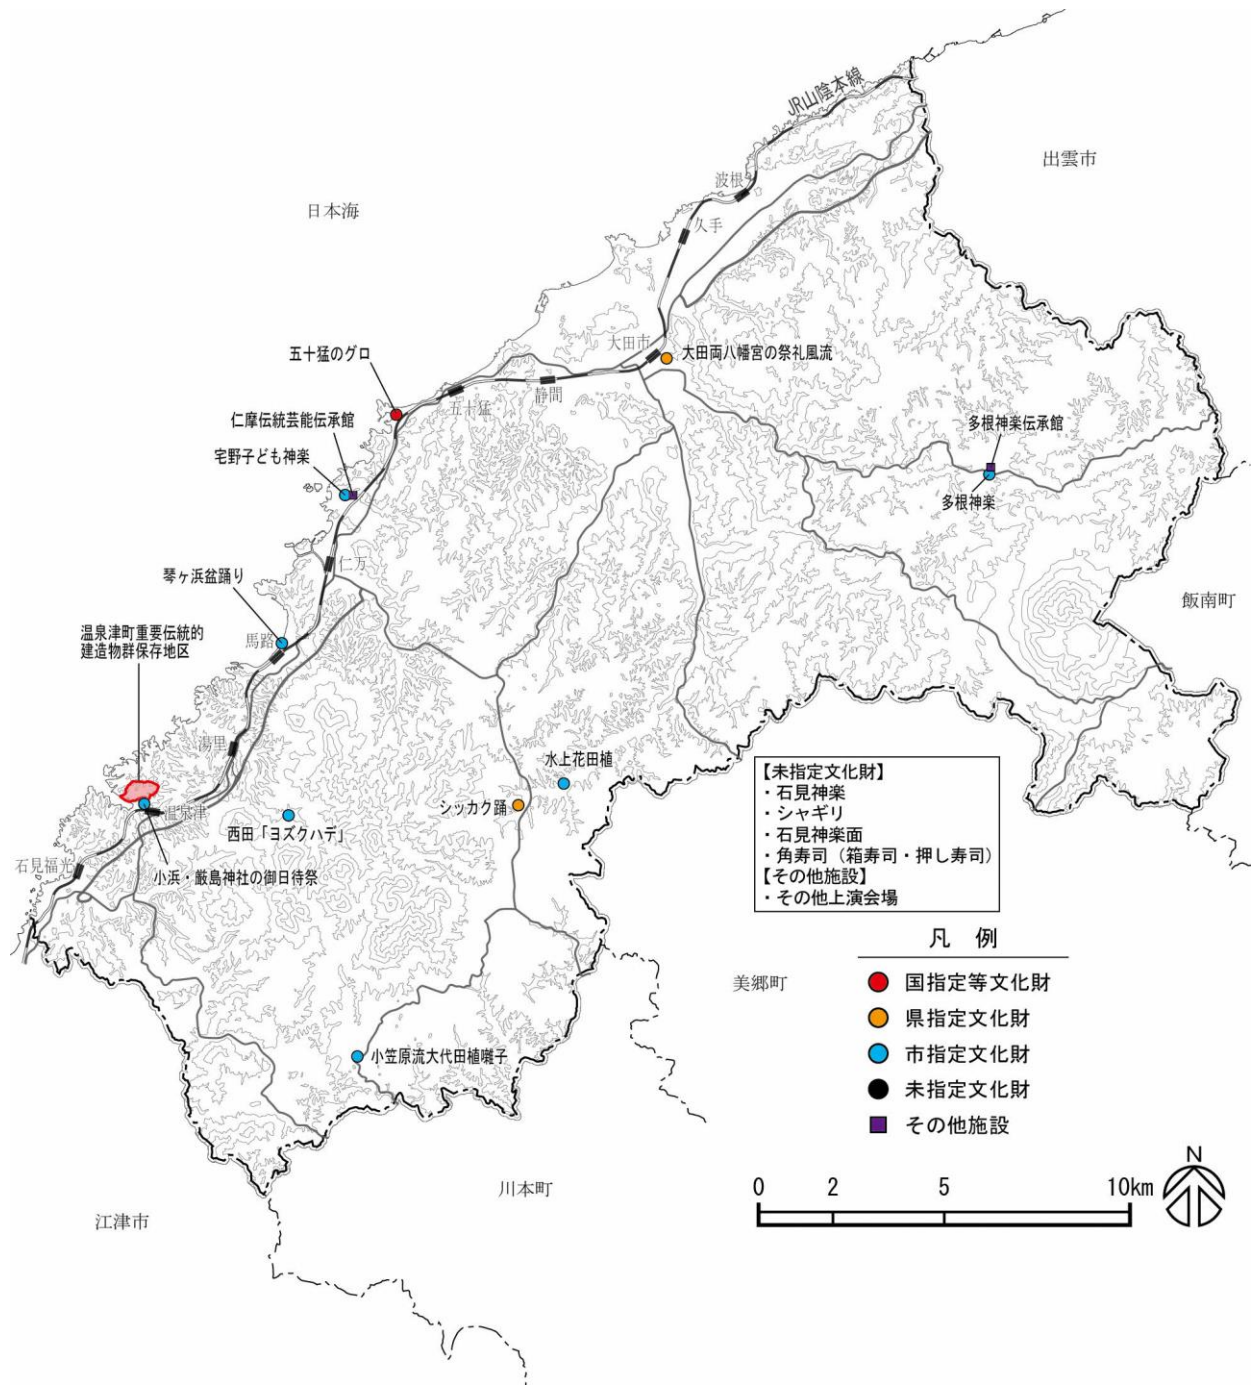 JR山陰本線
出雲市
波根
日本海
久手
大田市
大田両八幡宮の祭礼風流
五十猛のグロ
静間
五十猛
仁摩伝統芸能伝承館
多根神楽伝承館
宅野子ども神楽
多根神楽
仁万
琴ヶ浜盆踊り
飯南町
馬路
温泉津町重要伝統的
建造物群保存地区
湯里
水上花田植
シッカク踊
温泉津
西田「ヨズクハデ」
石見福光
小浜・厳島神社の御日待祭
【未指定文化財】
・石見神楽
・シャギリ
・石見神楽面
・角寿司（箱寿司・押し寿司）
【その他施設】
・その他上演会場
凡 例
国指定等文化財
県指定文化財
市指定文化財
未指定文化財
その他施設
美郷町
小笠原流大代田植囃子
川本町
江津市
N
0 2 5 10km